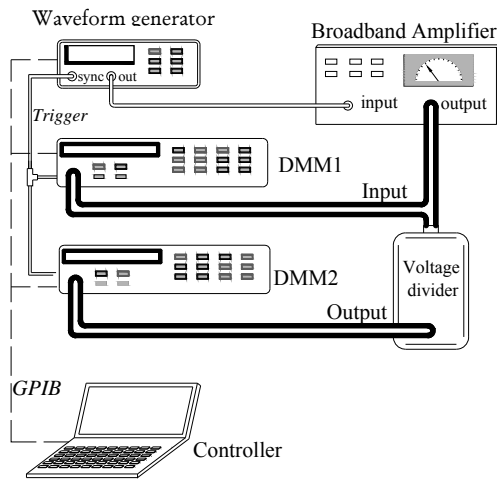 Waveform generator
Broadband Amplifier
sync out
input
output
Trigger
DMM1
Input
Voltage
divider
DMM2
Output
GPIB
Controller